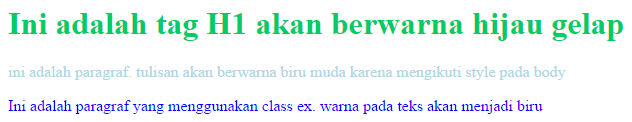 Ini adalah tag H1 akan berwarna hijau gelap
ini adalah paragraf. tulisan akan berwarna biru muda karena mengikuti style pada body
Ini adalah paragraf yang menggunakan class ex. warna pada teks akan menjadi biru